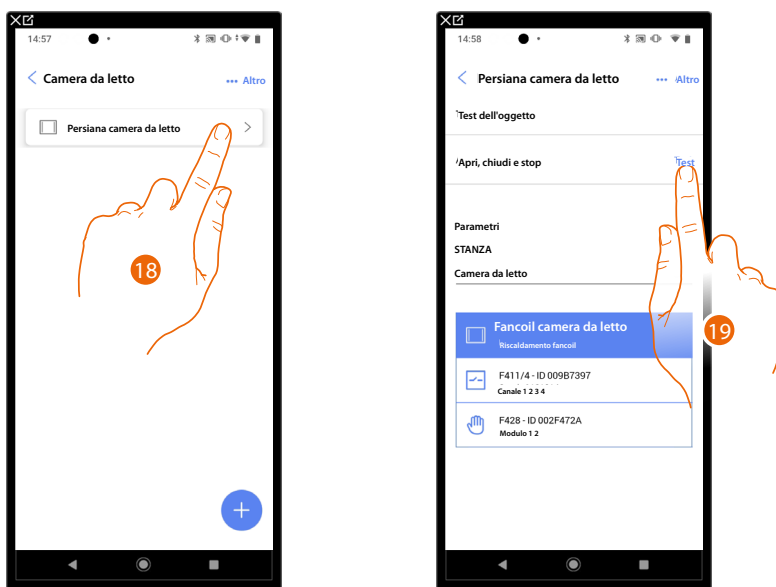 14:57
Camera da letto
Altro
Persiana camera da letto
18
14:58
Persiana camera da letto
Altro
Test dell'oggetto
Apri, chiudi e stop
Test
Parametri
STANZA
Camera da letto
19
Fancoil camera da letto
Riscaldamento fancoil
F411/4 - ID 009B7397
Canale 1 2 3 4
F428 - ID 002F472A
Modulo 1 2